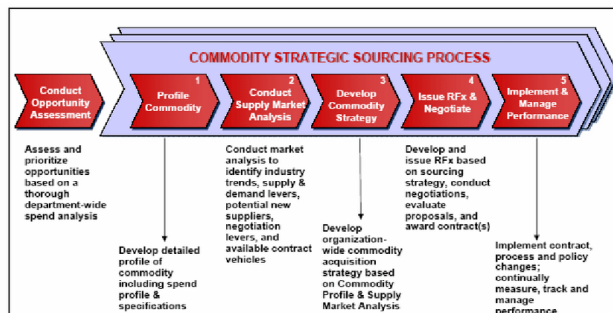 COMMODITY STRATEGIC SOURCING PROCESS
Conduct
Opportunity
Assessment
1
Profile
Commodity
2
Conduct
Supply Market
Analysis
3
Develop
Commodity
Strategy
4
Issue RFx &
Negotiate
5
Implement &
Manage
Performance
Assess and
prioritize
opportunities
based on a
thorough
department-wide
spend analysis
Develop detailed
profile of
commodity
including spend
profile &
specifications
Conduct market
analysis to
identify industry
trends, supply &
demand levers,
potential new
suppliers,
negotiation
levers, and
available contract
vehicles
Develop
organization-
wide commodity
acquisition
strategy based
on Commodity
Profile & Supply
Market Analysis
Develop and
issue RFx based
on sourcing
strategy, conduct
negotiations,
evaluate
proposals, and
award contract(s)
Implement contract,
process and policy
changes;
continually
measure, track and
manage
performance